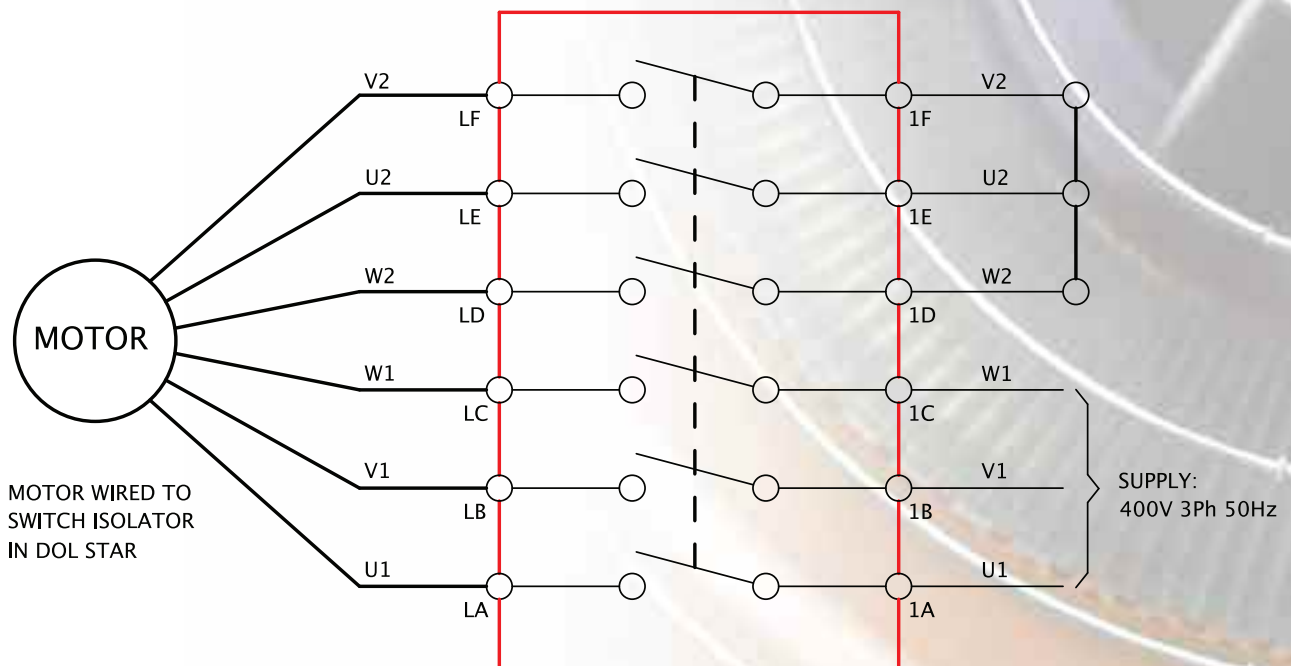 V2
V2
LF
1F
U2
U2
LE
1E
W2
W2
LD
1D
MOTOR
W1
W1
LC
1C
MOTOR WIRED TO
SWITCH ISOLATOR
IN DOL STAR
V1
V1
LB
1B
SUPPLY:
400V 3Ph 50Hz
U1
U1
LA
1A